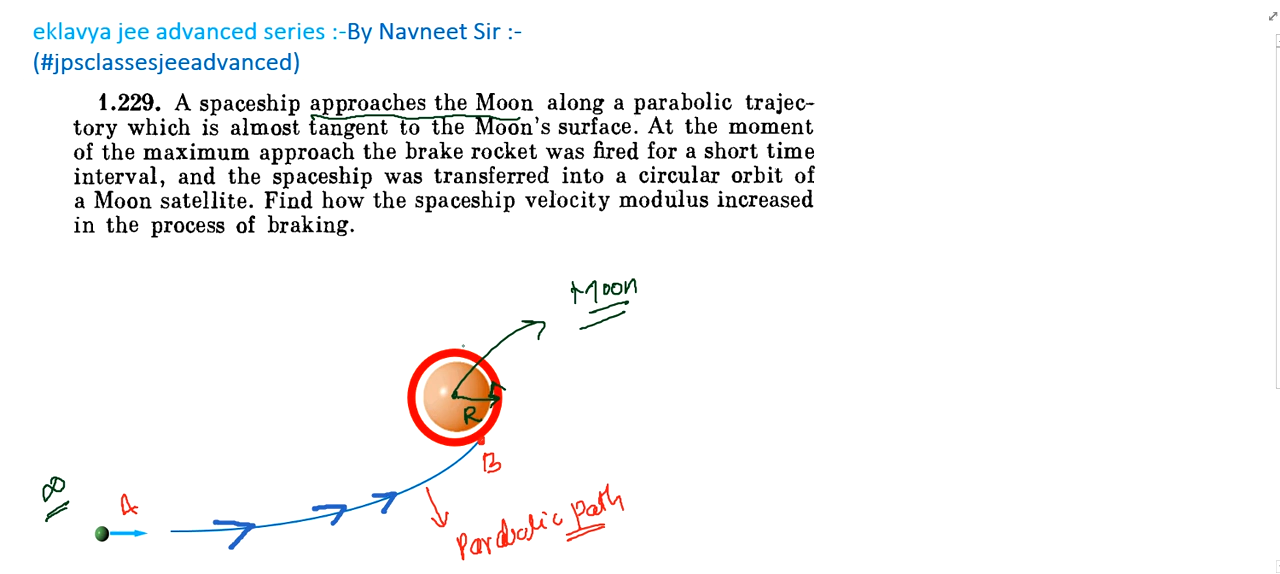 eklavya jee advanced series :-By Navneet Sir :-
(#jpsclassesjeeadvanced)
1.229. A spaceship approaches the Moon along a parabolic trajec-
tory which is almost tangent to the Moon's surface. At the moment
of the maximum approach the brake rocket was fired for a short time
interval, and the spaceship was transferred into a circular orbit of
a Moon satellite. Find how the spaceship velocity modulus increased
in the process of braking.
Moon
R
B
∞
A
Parabolic path